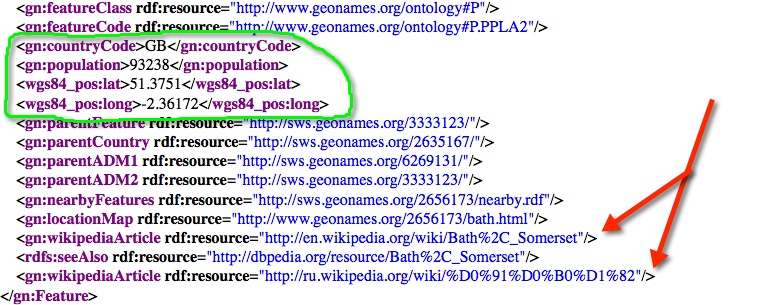 <gn:featureClass rdf:resource="http://www.geonames.org/ontology#P"/>
<gn:featureCode rdf:resource="http://www.geonames.org/ontology#P.PPLA2"/>
<gn:countryCode>GB</gn:countryCode>
<gn:population>93238</gn:population>
<wgs84_pos:lat>51.3751</wgs84_pos:lat>
<wgs84_pos:long>-2.36172</wgs84_pos:long>
<gn:parentFeature rdf:resource="http://sws.geonames.org/3333123/"/>
<gn:parentCountry rdf:resource="http://sws.geonames.org/2635167/"/>
<gn:parentADM1 rdf:resource="http://sws.geonames.org/6269131/"/>
<gn:parentADM2 rdf:resource="http://sws.geonames.org/3333123/"/>
<gn:nearbyFeatures rdf:resource="http://sws.geonames.org/2656173/nearby.rdf"/>
<gn:locationMap rdf:resource="http://www.geonames.org/2656173/bath.html"/>
<gn:wikipediaArticle rdf:resource="http://en.wikipedia.org/wiki/Bath%2C_Somerset"/>
<rdfs:seeAlso rdf:resource="http://dbpedia.org/resource/Bath%2C_Somerset"/>
<gn:wikipediaArticle rdf:resource="http://ru.wikipedia.org/wiki/%D0%91%D0%B0%D1%82"/>
</gn:Feature>